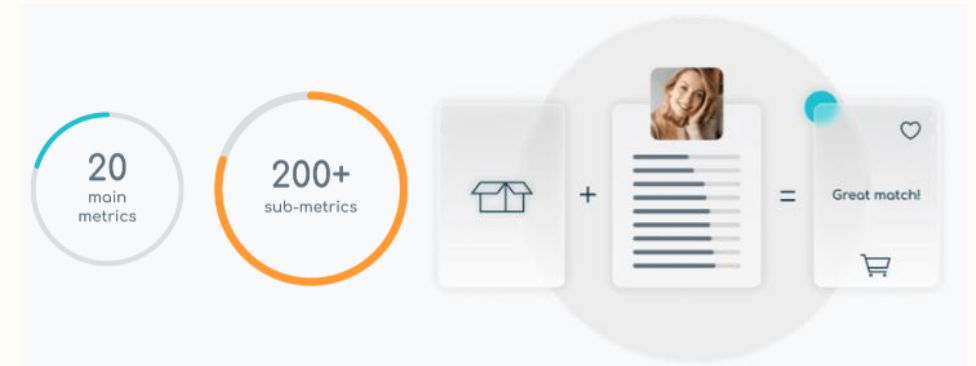 20
main
metrics
200+
sub-metrics
+
=
Great match!